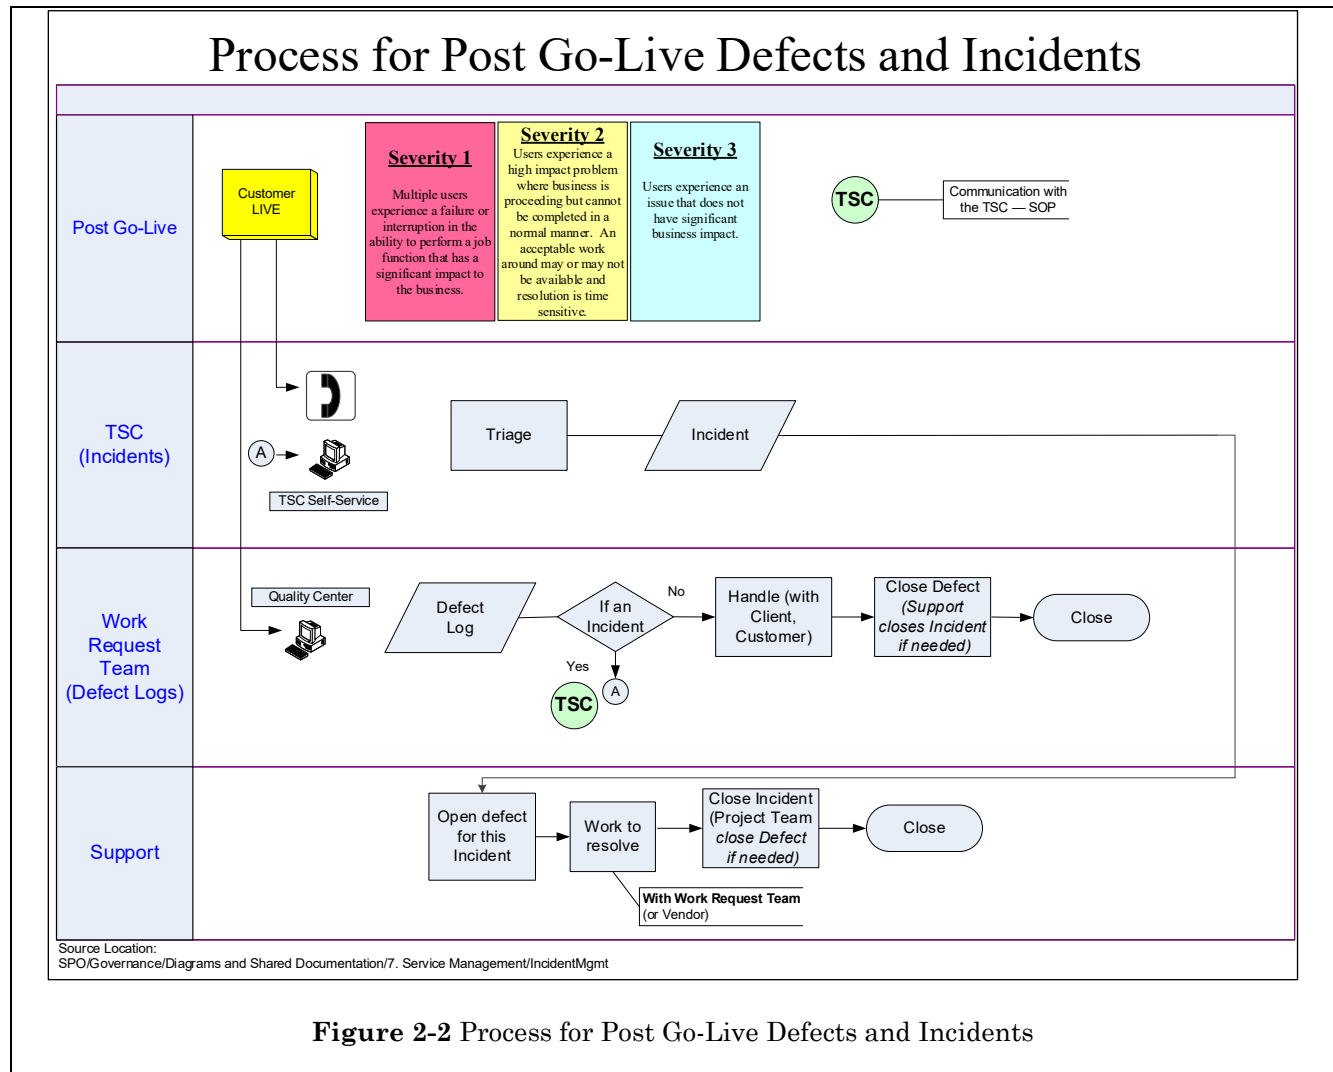 Process for Post Go-Live Defects and Incidents
Post Go-Live
Customer
LIVE
Severity 1
Multiple users
experience a failure or
interruption in the
ability to perform a job
function that has a
significant impact to
the business.
Severity 2
Users experience a
high impact problem
where business is
proceeding but cannot
be completed in a
normal manner. An
acceptable work
around may or may not
be available and
resolution is time
sensitive.
Severity 3
Users experience an
issue that does not
have significant
business impact.
TSC
Communication with
the TSC — SOP
TSC
(Incidents)
A
TSC Self-Service
Triage
Incident
Work
Request
Team
(Defect Logs)
Quality Center
Defect
Log
If an
Incident
No
Yes
TSC
A
Handle (with
Client,
Customer)
Close Defect
(Support
closes Incident
if needed)
Close
Support
Open defect
for this
Incident
Work to
resolve
With Work Request Team
(or Vendor)
Close Incident
(Project Team
close Defect
if needed)
Close
Source Location:
SPO/Governance/Diagrams and Shared Documentation/7. Service Management/IncidentMgmt
Figure 2-2 Process for Post Go-Live Defects and Incidents